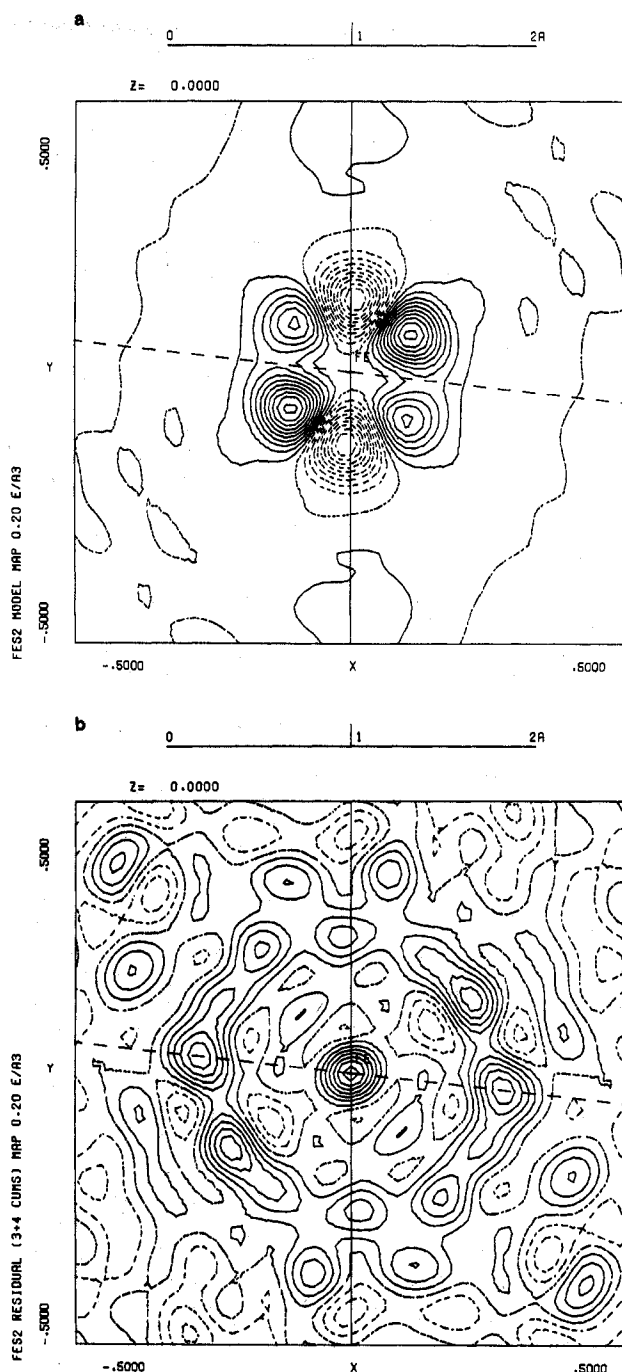 a
0 1 2A
Z= 0.0000
.5000
Y
FE
-.5000
FES2 MODEL MAP 0.20 E/A3
-.5000 X .5000
b
0 1 2A
Z= 0.0000
.5000
Y
-.5000
FES2 RESIDUAL (3+4 CUMS) MAP 0.20 E/A3
-.5000 X .5000